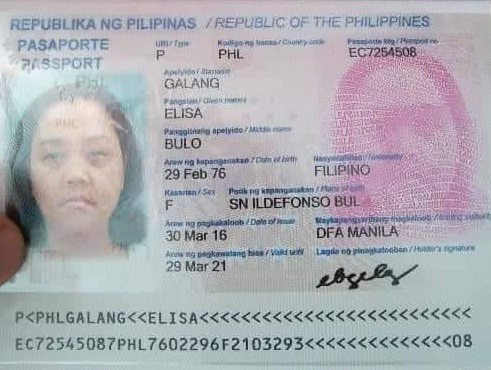 REPUBLIKA NG PILIPINAS / REPUBLIC OF THE PHILIPPINES
PASAPORTE
PASSPORT
Uri / Type Kodigo ng bansa / Country code Pasaporte blg / Passport no.
P PHL EC7254508
Apelyido / Surname
GALANG
Pangalan / Given names
ELISA
Panggitnang apelyido / Middle name
BULO
Araw ng kapanganakan / Date of birth Nasyonalidad / Nationality
29 Feb 76 FILIPINO
Kasarian / Sex Pook ng kapanganakan / Place of birth
F SN ILDEFONSO BUL
Araw ng pagkakaloob / Date of issue Maykapangyarihang magkaloob / Issuing authority
30 Mar 16 DFA MANILA
Araw ng pagkawalang bisa / Valid until Lagda ng pinagkalooban / Holder's signature
29 Mar 21
PHL
PHL
P<PHLGALANG<<ELISA<<<<<<<<<<<<<<<<<<<<<<<<<<
EC72545087PHL7602296F2103293<<<<<<<<<<<<<<08